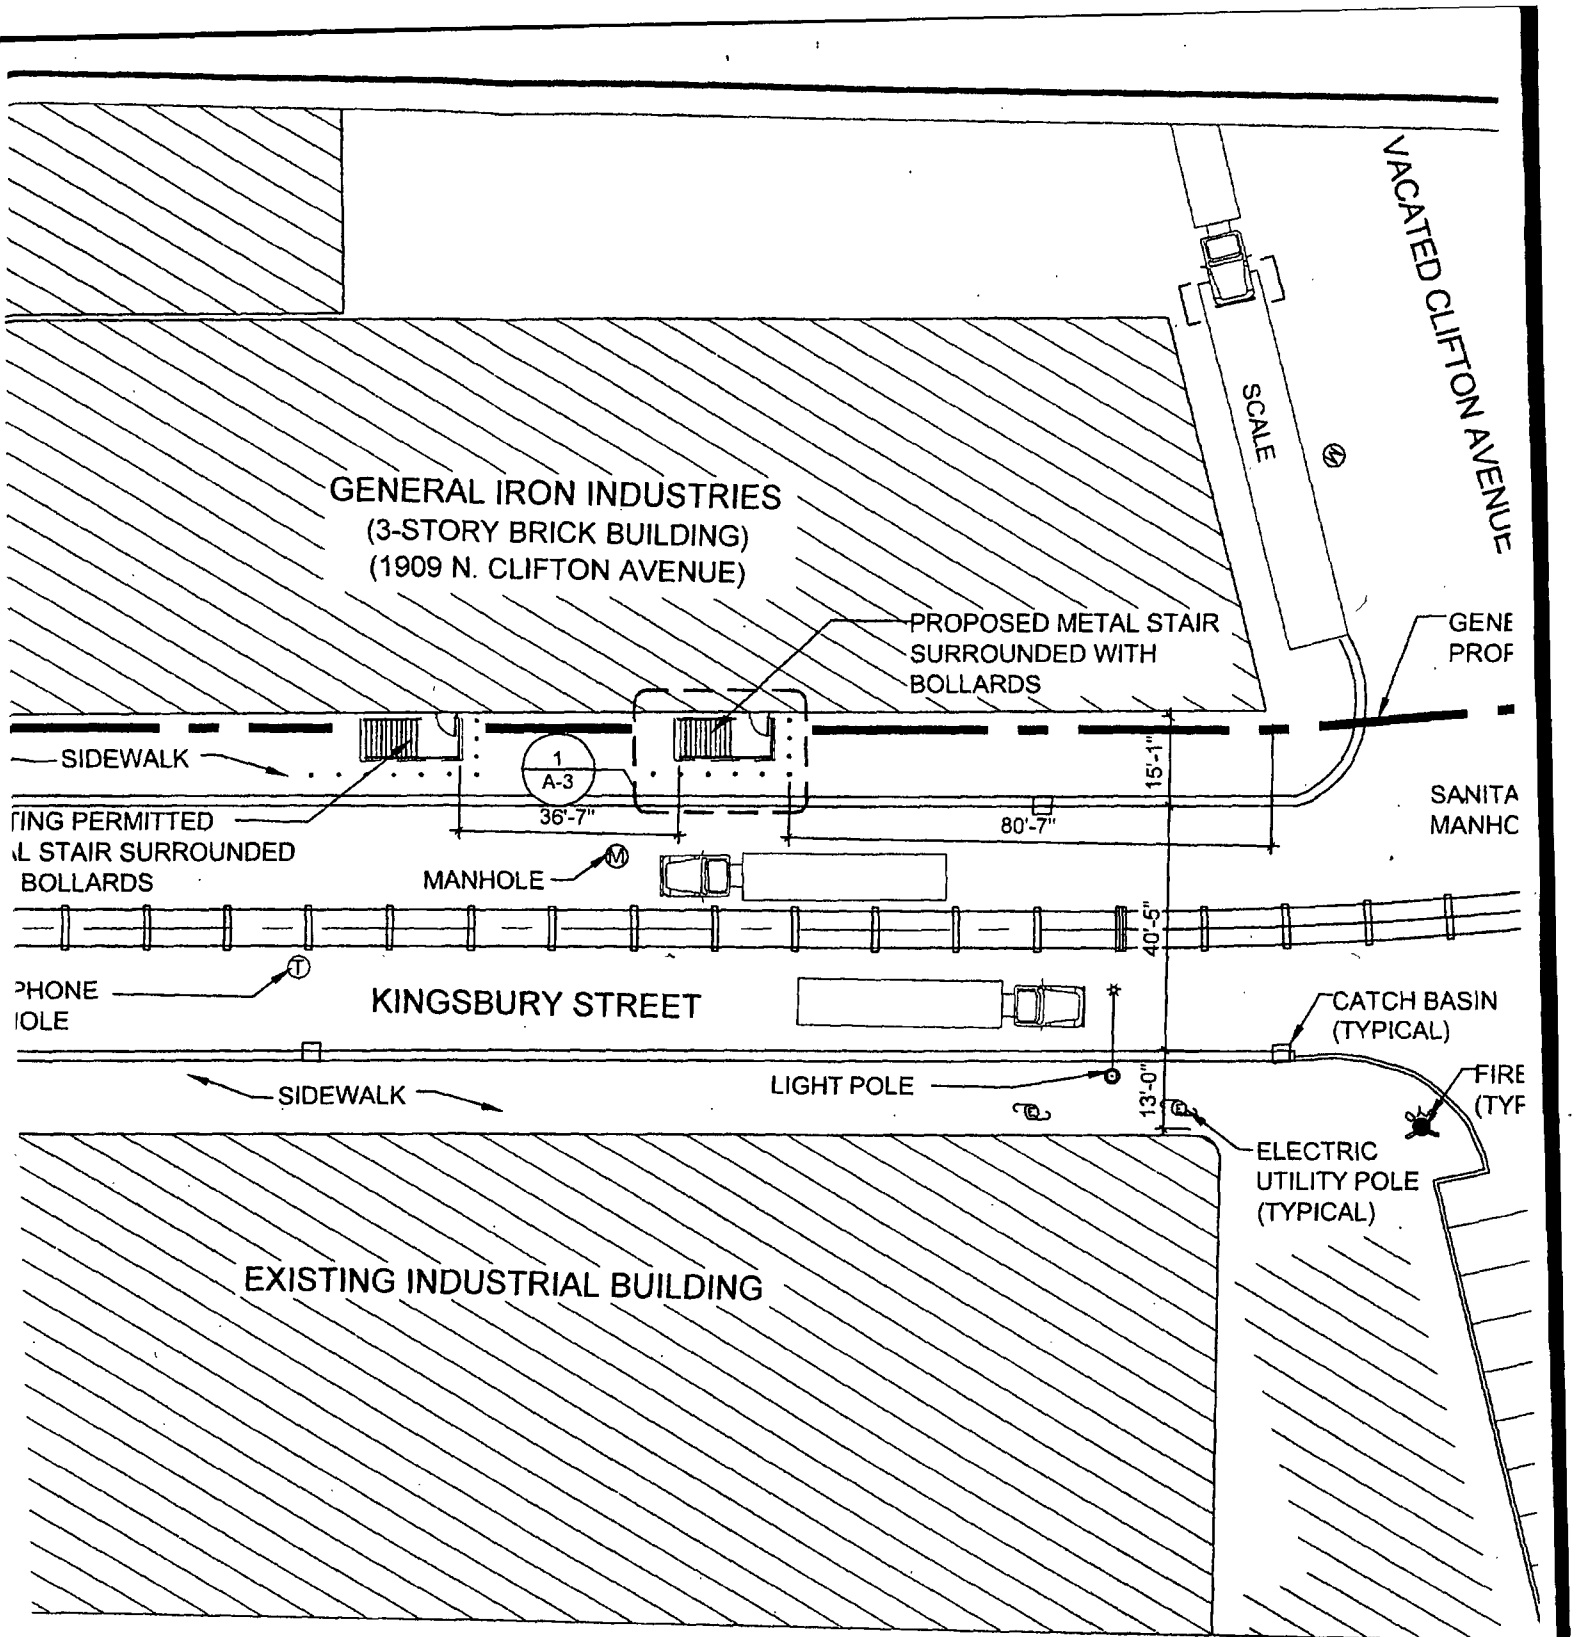 VACATED CLIFTON AVENUE
SCALE
GENERAL IRON INDUSTRIES
(3-STORY BRICK BUILDING)
(1909 N. CLIFTON AVENUE)
PROPOSED METAL STAIR
SURROUNDED WITH
BOLLARDS
GENE
PROF
SIDEWALK
1
A-3
15'-1"
SANITA
MANHC
TING PERMITTED
AL STAIR SURROUNDED
BOLLARDS
36'-7"
80'-7"
MANHOLE
M
40'-5"
T
PHONE
IOLE
KINGSBURY STREET
CATCH BASIN
(TYPICAL)
SIDEWALK
LIGHT POLE
13'-0"
E
E
FIRE
(TYF
ELECTRIC
UTILITY POLE
(TYPICAL)
EXISTING INDUSTRIAL BUILDING